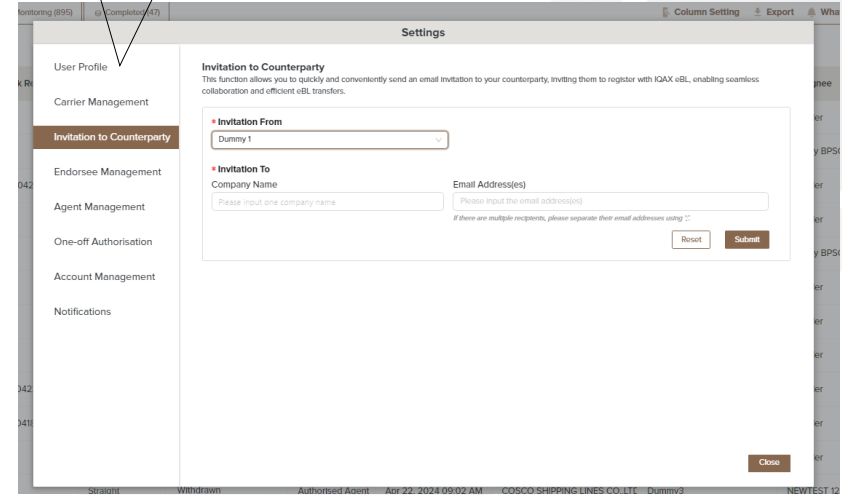 Monitoring (895) Completed (47) Column Setting Export
Settings
User Profile
Carrier Management
Invitation to Counterparty
Endorsee Management
Agent Management
One-off Authorisation
Account Management
Notifications
Invitation to Counterparty
This function allows you to quickly and conveniently send an email invitation to your counterparty, inviting them to register with IQAX eBL, enabling seamless
collaboration and efficient eBL transfers.
* Invitation From
Dummy 1
* Invitation To
Company Name Email Address(es)
Please input one company name Please input the email address(es)
If there are multiple recipients, please separate their email addresses using ';'
Reset Submit
Close
Straight Withdrawn Authorised Agent Apr 22, 2024 09:02 AM COSCO SHIPPING LINES CO.,LTD Dummy3 NEWTEST 12